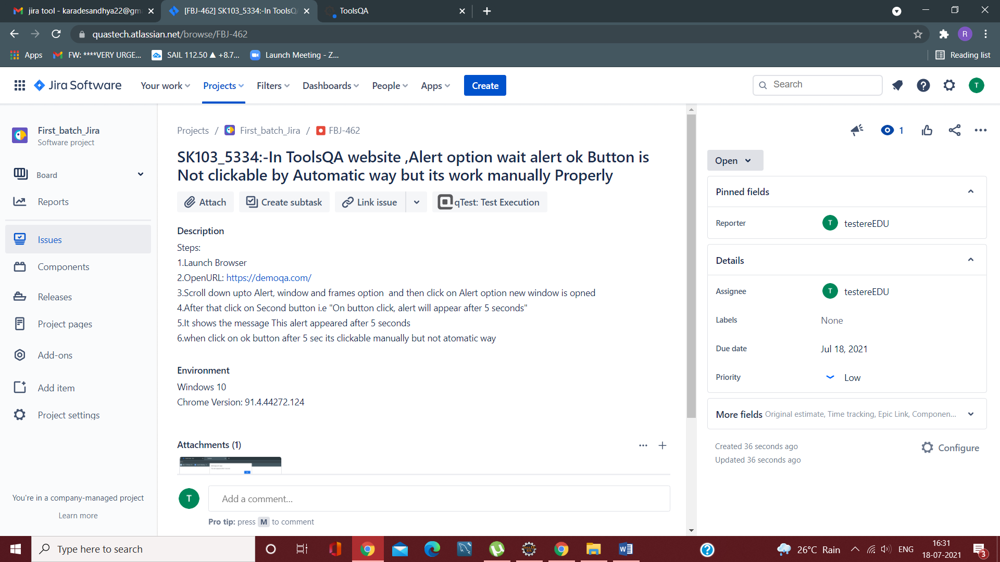 jira tool - karadesandhya22@gm
[FBJ-462] SK103_5334:-In ToolsQ
ToolsQA
quastech.atlassian.net/browse/FBJ-462
R
Apps
FW: ****VERY URGE...
SAIL 112.50 ▲ +8.7...
Launch Meeting - Z...
Reading list
Jira Software
Your work
Projects
Filters
Dashboards
People
Apps
Create
Search
T
First_batch_Jira
Software project
Board
Reports
Issues
Components
Releases
Project pages
Add-ons
Add item
Project settings
You're in a company-managed project
Learn more
Projects / First_batch_Jira / FBJ-462
SK103_5334:-In ToolsQA website ,Alert option wait alert ok Button is
Not clickable by Automatic way but its work manually Properly
Attach
Create subtask
Link issue
qTest: Test Execution
Description
Steps:
1.Launch Browser
2.OpenURL: https://demoqa.com/
3.Scroll down upto Alert, window and frames option  and then click on Alert option new window is opned
4.After that click on Second button i.e "On button click, alert will appear after 5 seconds"
5.It shows the message This alert appeared after 5 seconds
6.when click on ok button after 5 sec its clickable manually but not atomatic way
Environment
Windows 10
Chrome Version: 91.4.44272.124
Attachments (1)
T
Add a comment...
Pro tip: press M to comment
1
Open
Pinned fields
Reporter
T
testereEDU
Details
Assignee
T
testereEDU
Labels
None
Due date
Jul 18, 2021
Priority
Low
More fields Original estimate, Time tracking, Epic Link, Componen...
Created 36 seconds ago
Updated 36 seconds ago
Configure
Type here to search
26°C Rain
ENG
16:31
18-07-2021
3